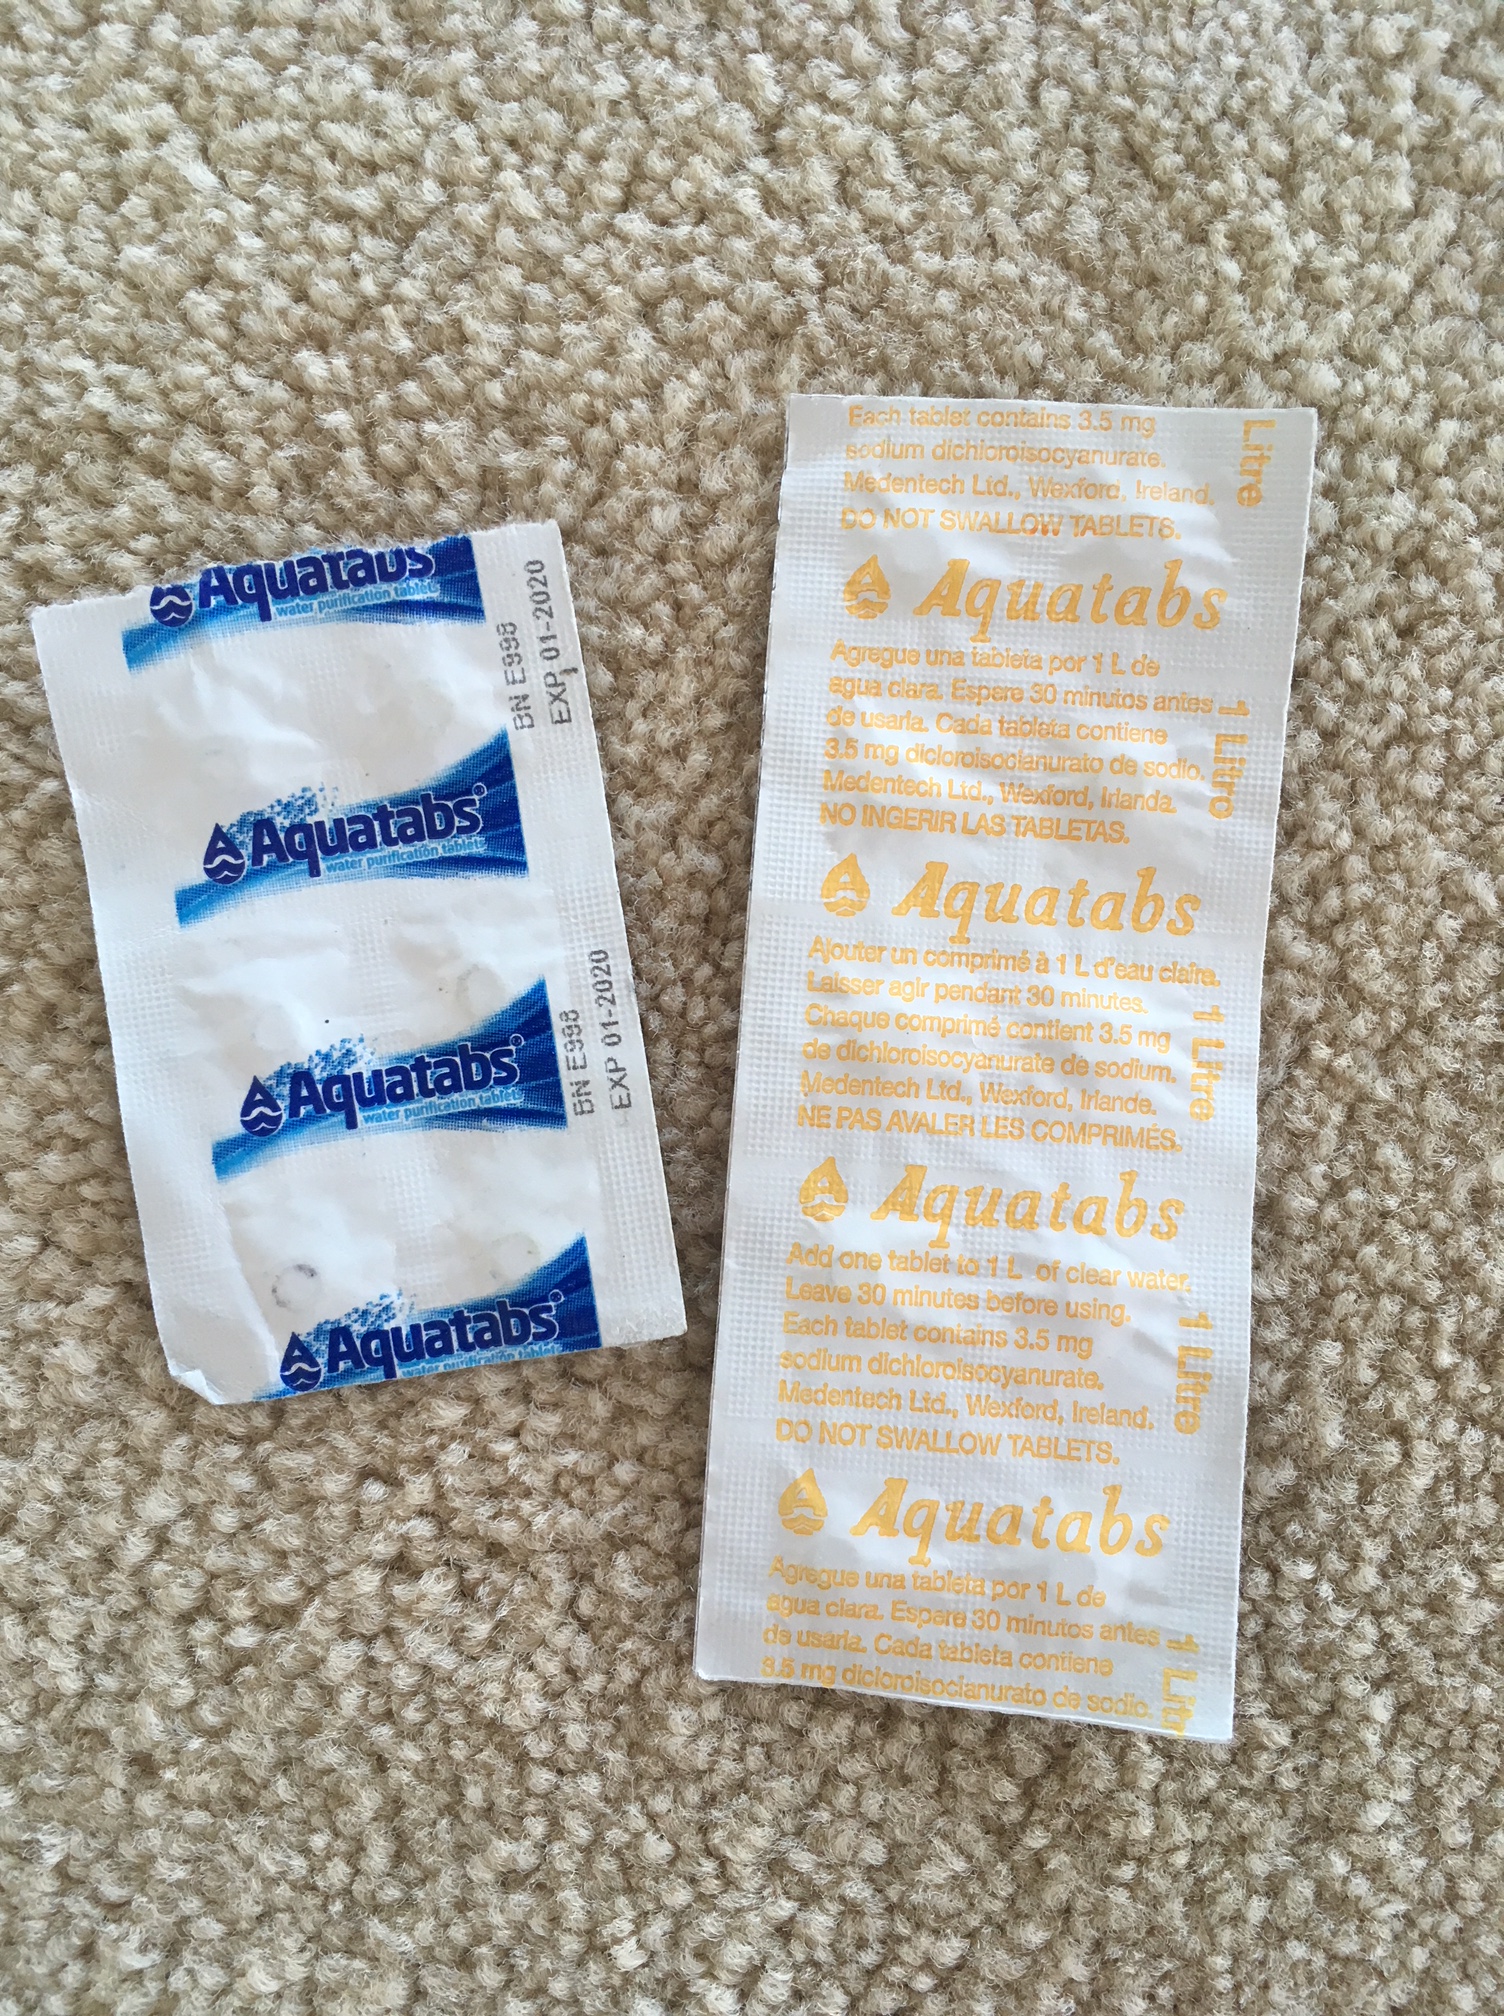 Aquatabs
water purification tablets
BN E998
EXP 01-2020
Aquatabs®
water purification tablets
BN E998
EXP 01-2020
Aquatabs®
water purification tablets
Aquatabs®
water purification tablets
Each tablet contains 3.5 mg
sodium dichloroisocyanurate.
Medentech Ltd., Wexford, Ireland.
DO NOT SWALLOW TABLETS.
Litre
Aquatabs
Agregue una tableta por 1 L de
agua clara. Espere 30 minutos antes
de usarla. Cada tableta contiene
3.5 mg dicloroisocianurato de sodio.
Medentech Ltd., Wexford, Irlanda.
NO INGERIR LAS TABLETAS.
1 Litro
Aquatabs
Ajouter un comprimé à 1 L d'eau claire.
Laisser agir pendant 30 minutes.
Chaque comprimé contient 3.5 mg
de dichloroisocyanurate de sodium.
Medentech Ltd., Wexford, Irlande.
NE PAS AVALER LES COMPRIMÉS.
1 Litre
Aquatabs
Add one tablet to 1 L of clear water.
Leave 30 minutes before using.
Each tablet contains 3.5 mg
sodium dichloroisocyanurate.
Medentech Ltd., Wexford, Ireland.
DO NOT SWALLOW TABLETS.
1 Litre
Aquatabs
Agregue una tableta por 1 L de
agua clara. Espere 30 minutos antes
de usarla. Cada tableta contiene
3.5 mg dicloroisocianurato de sodio.
1 Litr